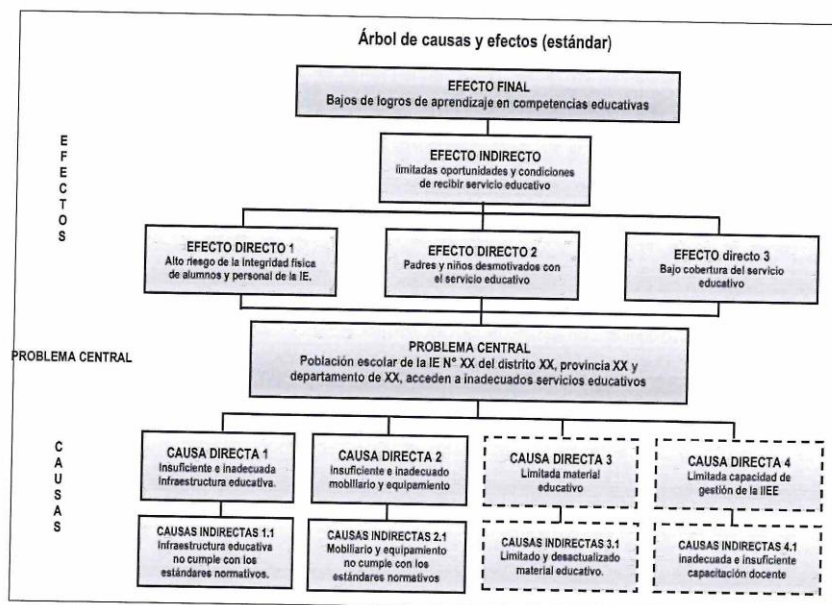 Árbol de causas y efectos (estándar)
EFECTO FINAL
Bajos de logros de aprendizaje en competencias educativas
EFECTOS
EFECTO INDIRECTO
limitadas oportunidades y condiciones
de recibir servicio educativo
EFECTO DIRECTO 1
Alto riesgo de la integridad física
de alumnos y personal de la IE.
EFECTO DIRECTO 2
Padres y niños desmotivados con
el servicio educativo
EFECTO directo 3
Bajo cobertura del servicio
educativo
PROBLEMA CENTRAL
PROBLEMA CENTRAL
Población escolar de la IE N° XX del distrito XX, provincia XX y
departamento de XX, acceden a inadecuados servicios educativos
CAUSAS
CAUSA DIRECTA 1
Insuficiente e inadecuada
Infraestructura educativa.
CAUSA DIRECTA 2
insuficiente e inadecuado
mobiliario y equipamiento
CAUSA DIRECTA 3
Limitada material
educativo
CAUSA DIRECTA 4
Limitada capacidad de
gestión de la IIEE
CAUSAS INDIRECTAS 1.1
Infraestructura educativa
no cumple con los
estándares normativos.
CAUSAS INDIRECTAS 2.1
Mobiliario y equipamiento
no cumple con los
estándares normativos
CAUSAS INDIRECTAS 3.1
Limitado y desactualizado
material educativo.
CAUSAS INDIRECTAS 4.1
inadecuada e insuficiente
capacitación docente